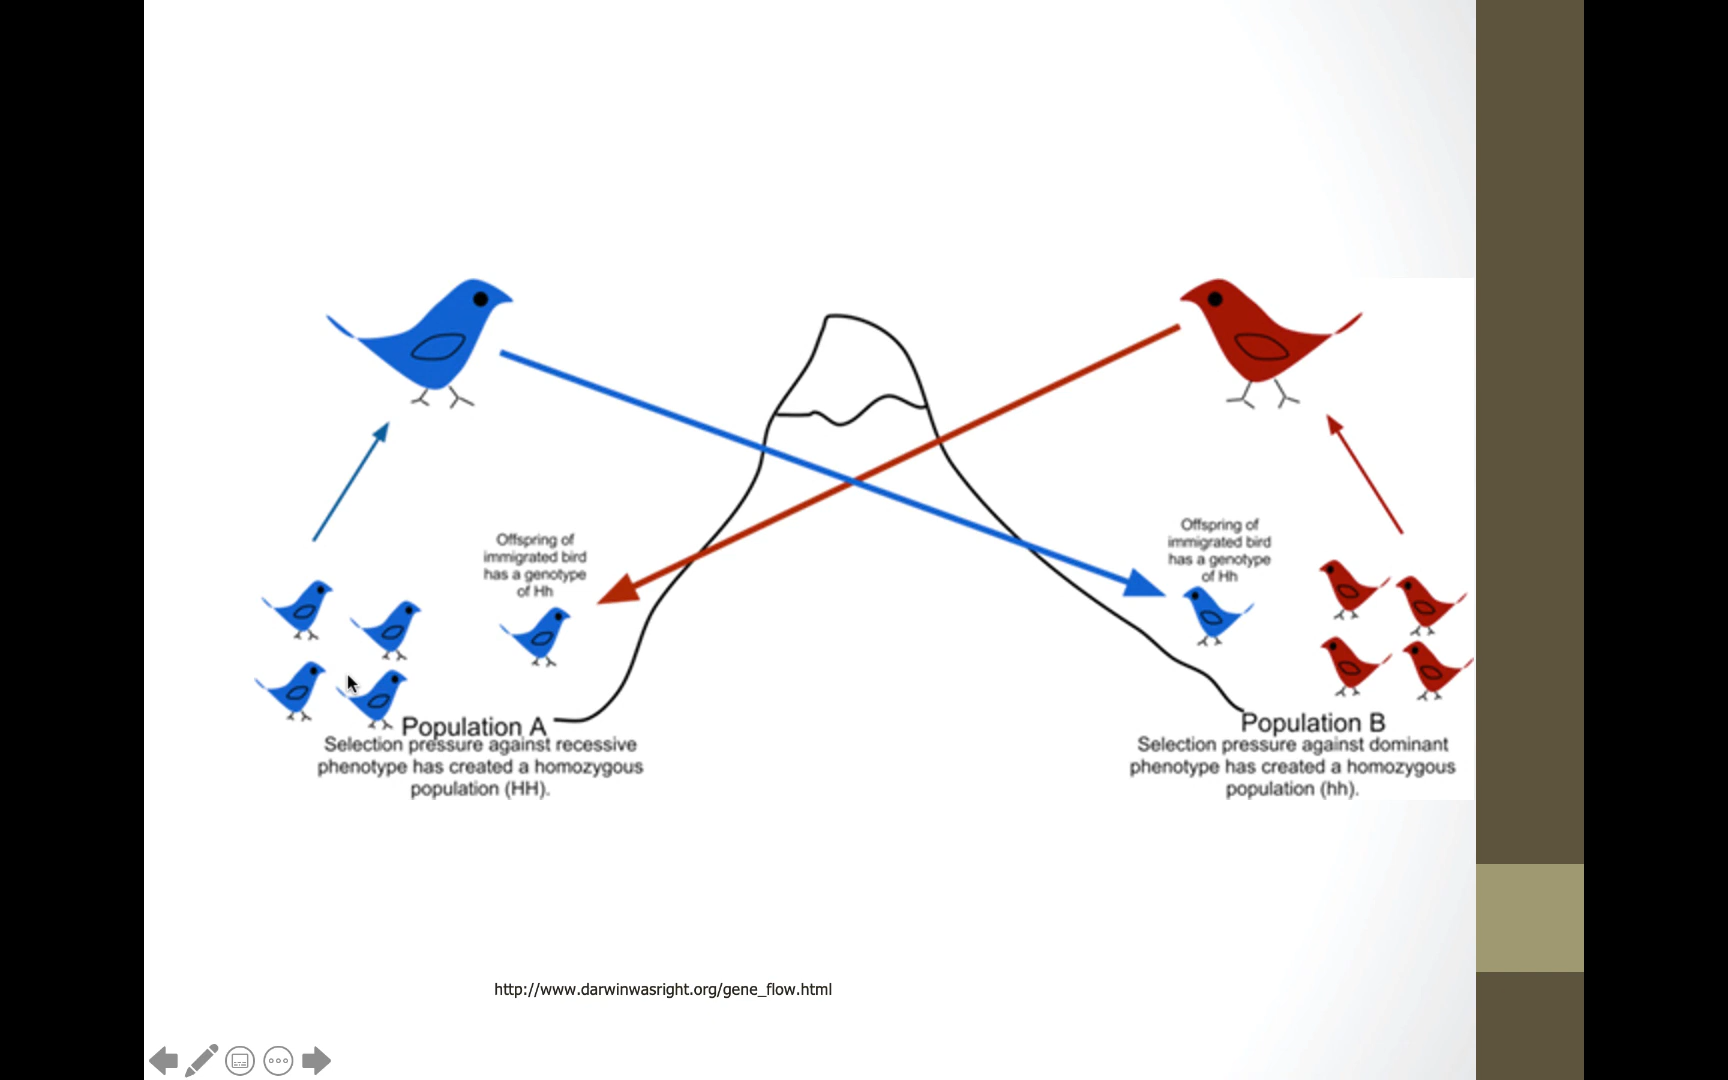 Offspring of
immigrated bird
has a genotype
of Hh
Offspring of
immigrated bird
has a genotype
of Hh
Population A
Selection pressure against recessive
phenotype has created a homozygous
population (HH).
Population B
Selection pressure against dominant
phenotype has created a homozygous
population (hh).
http://www.darwinwasright.org/gene_flow.html